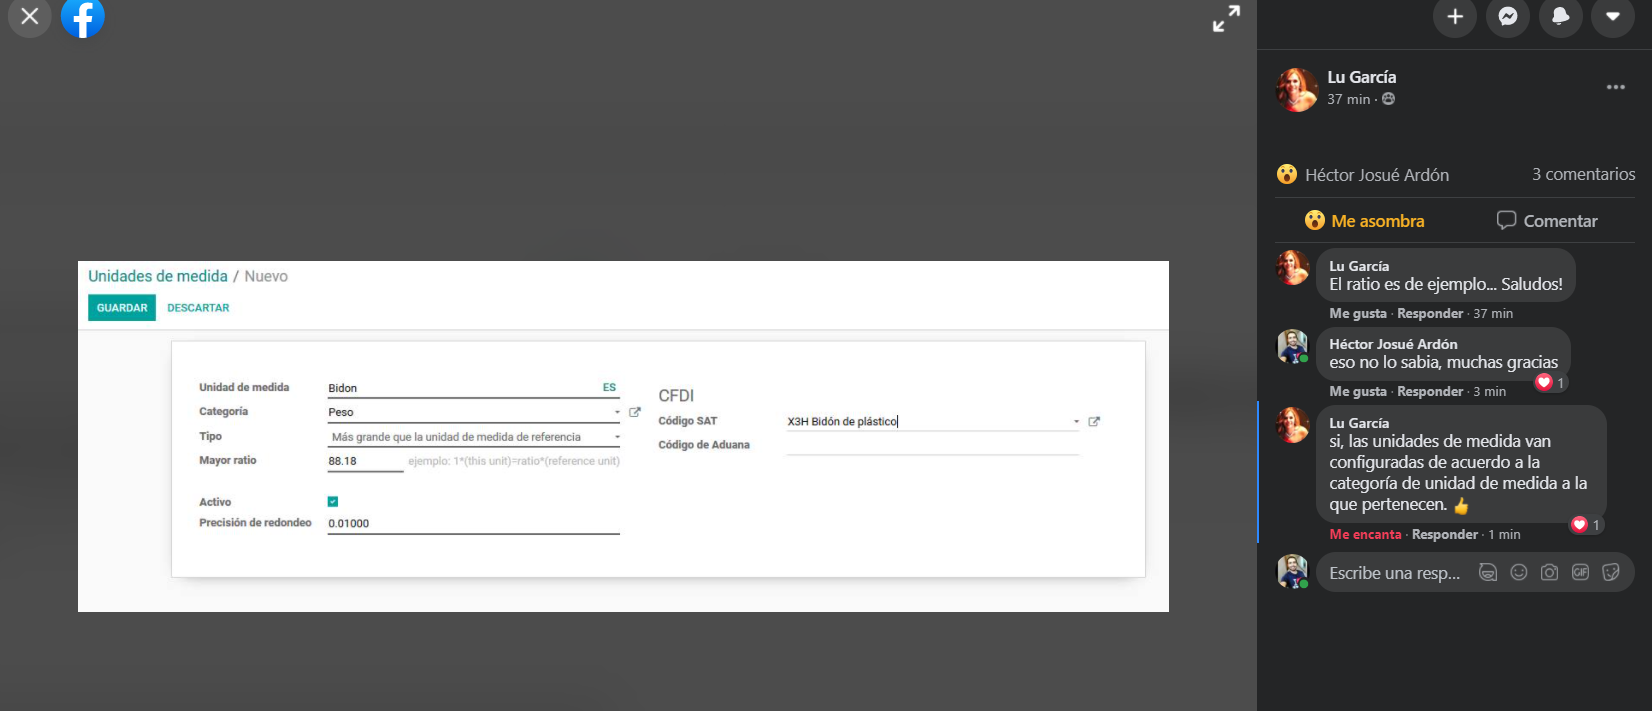 Unidades de medida / Nuevo
GUARDAR DESCARTAR
Unidad de medida Bidon ES
Categoría Peso
Tipo Más grande que la unidad de medida de referencia
Mayor ratio 88.18 ejemplo: 1*(this unit)=ratio*(reference unit)
Activo
Precisión de redondeo 0.01000
CFDI
Código SAT X3H Bidón de plástico
Código de Aduana
Lu García
37 min ·
Héctor Josué Ardón 3 comentarios
Me asombra Comentar
Lu García
El ratio es de ejemplo... Saludos!
Me gusta · Responder · 37 min
Héctor Josué Ardón
eso no lo sabia, muchas gracias
1
Me gusta · Responder · 3 min
Lu García
si, las unidades de medida van
configuradas de acuerdo a la
categoría de unidad de medida a la
que pertenecen.
1
Me encanta · Responder · 1 min
Escribe una resp... GIF